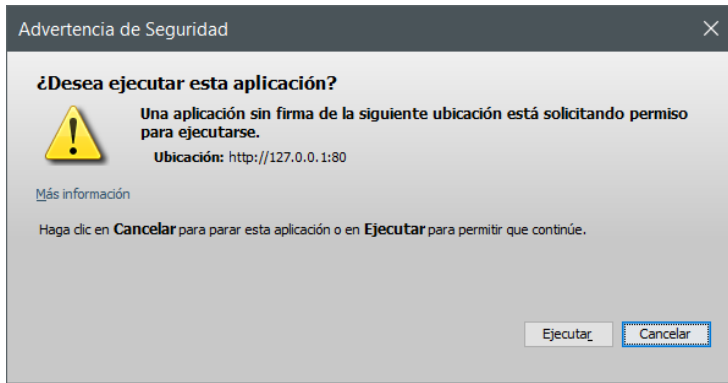 Advertencia de Seguridad
¿Desea ejecutar esta aplicación?
Una aplicación sin firma de la siguiente ubicación está solicitando permiso
para ejecutarse.
Ubicación: http://127.0.0.1:80
Más información
Haga clic en Cancelar para parar esta aplicación o en Ejecutar para permitir que continúe.
Ejecutar Cancelar